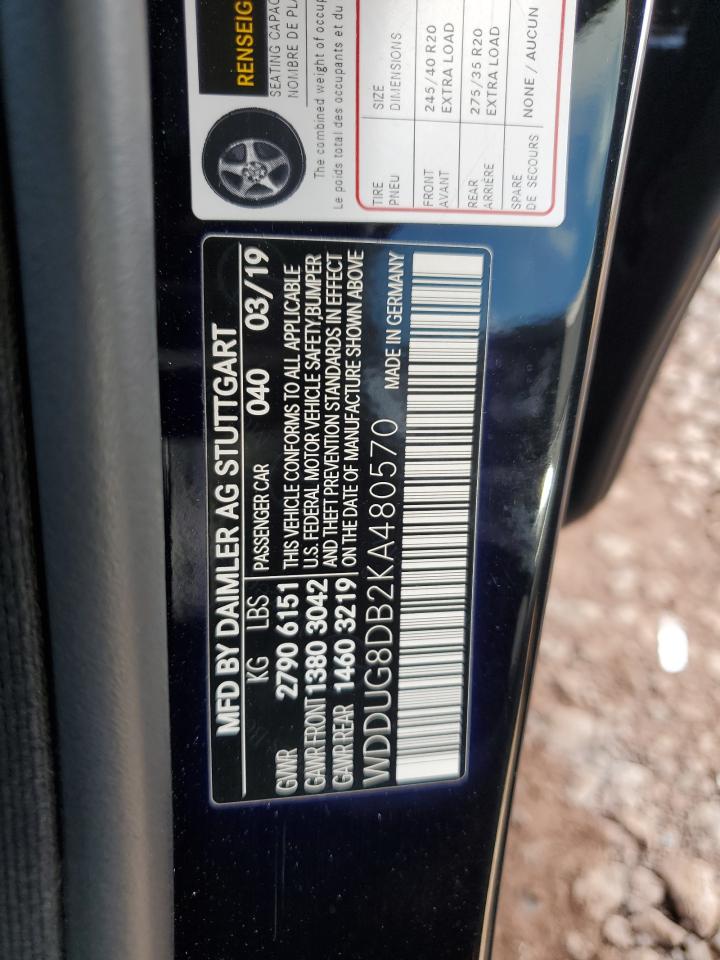 RENSEIG
SEATING CAPAC
NOMBRE DE PLA
The combined weight of occup
Le poids total des occupants et du
TIRE SIZE
PNEU DIMENSIONS
FRONT 245/40 R20
AVANT EXTRA LOAD
REAR 275/35 R20
ARRIÈRE EXTRA LOAD
SPARE NONE / AUCUN
DE SECOURS
MFD BY DAIMLER AG STUTTGART
KG LBS PASSENGER CAR 040 03/19
GVWR 2790 6151 THIS VEHICLE CONFORMS TO ALL APPLICABLE
GAWR FRONT 1380 3042 U.S. FEDERAL MOTOR VEHICLE SAFETY,BUMPER
AND THEFT PREVENTION STANDARDS IN EFFECT
GAWR REAR 1460 3219 ON THE DATE OF MANUFACTURE SHOWN ABOVE
WDDUG8DB2KA480570 MADE IN GERMANY